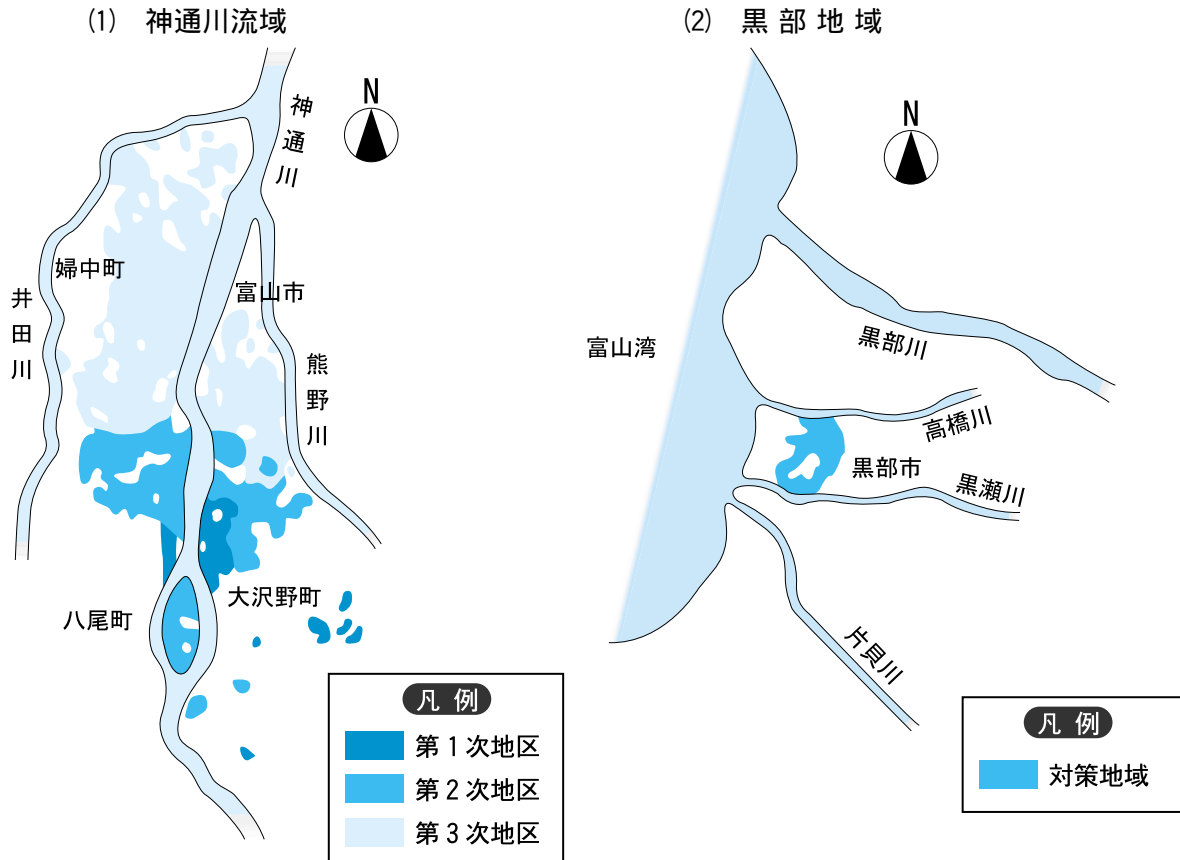 (1) 神通川流域
N
神通川
婦中町
井田川
富山市
熊野川
八尾町
大沢野町
凡例
第1次地区
第2次地区
第3次地区
(2) 黒部地域
N
富山湾
黒部川
高橋川
黒部市
黒瀬川
片貝川
凡例
対策地域